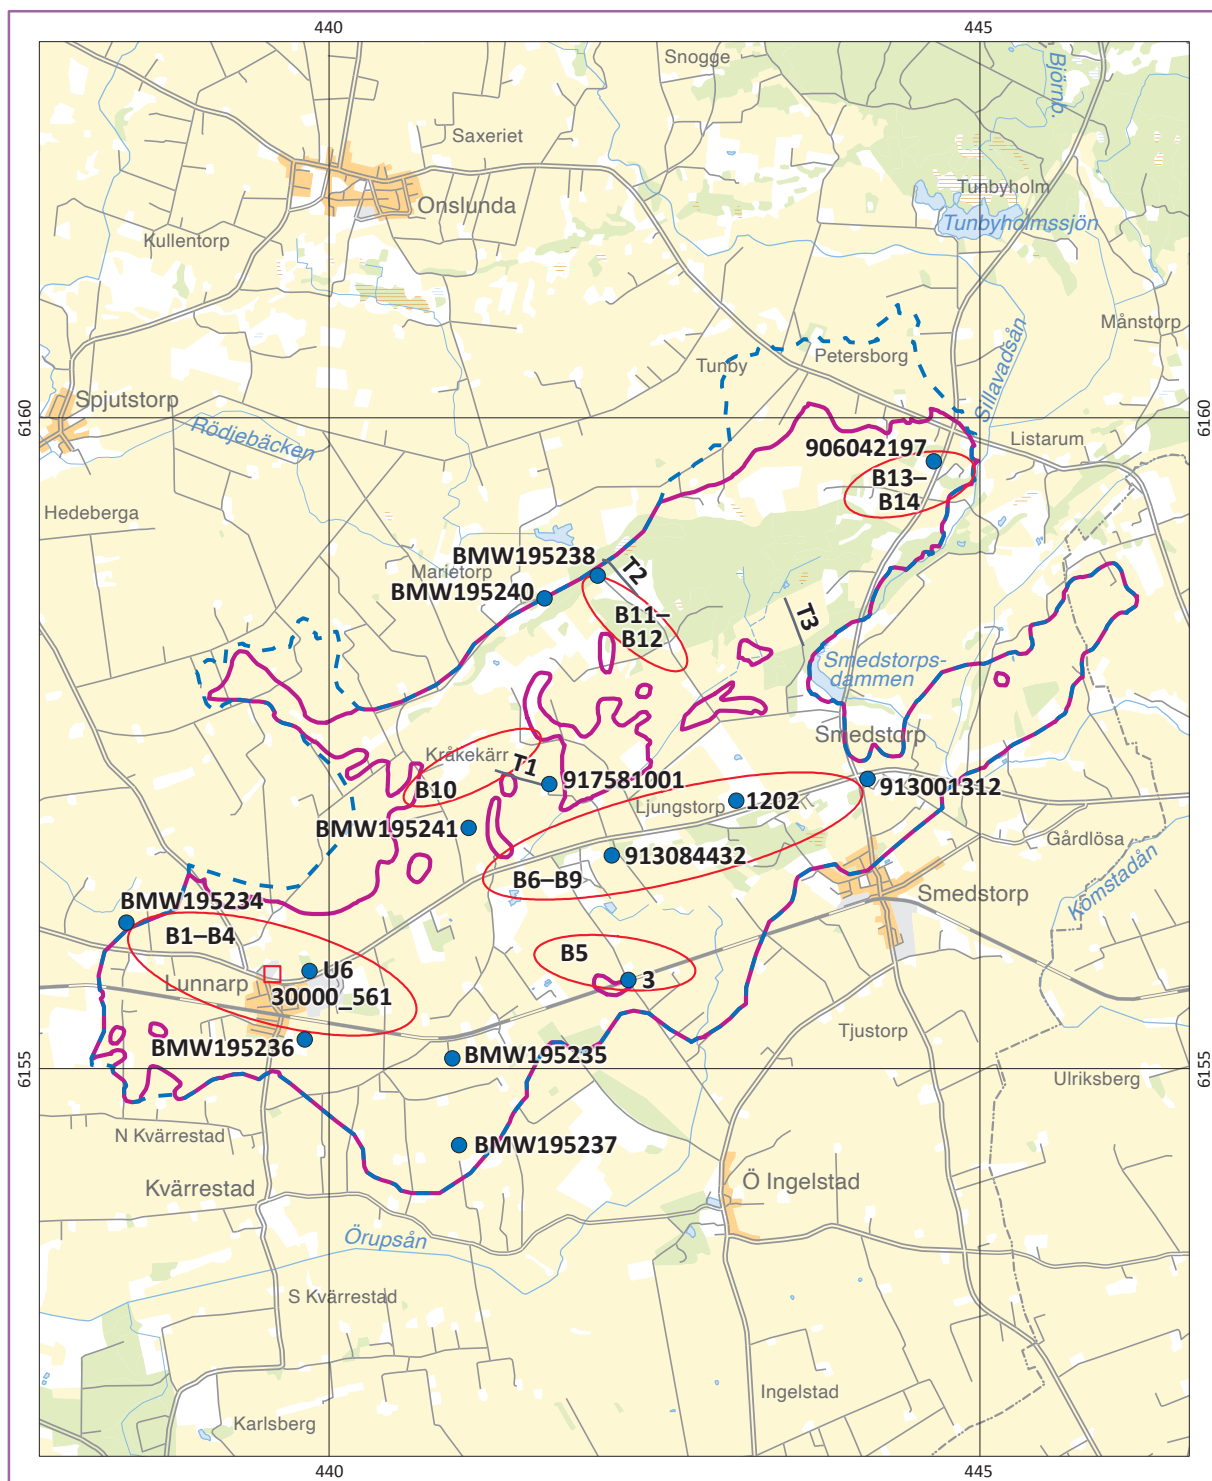 440
445
Snogge
Björnb.
Saxeriet
Tunbyholm
Onslunda
Tunbyholmssjön
Kullentorp
Månstorp
Petersborg
Tunby
Sillavadsån
Spjutstorp
6160
6160
Rödjebäcken
Listarum
906042197
B13–
B14
Hedeberga
BMW195238
Marietorp
T2
BMW195240
B11–
B12
T3
Smedstorps-
dammen
Smedstorp
Kråkekärr
T1
917581001
913001312
B10
Ljungstorp
1202
BMW195241
Gårdlösa
913084432
B6–B9
Smedstorp
Komstadån
BMW195234
B1–B4
B5
U6
3
Lunnarp
30000_561
Tjustorp
BMW195236
BMW195235
6155
6155
Ulriksberg
N Kvärrestad
BMW195237
Kvärrestad
Ö Ingelstad
Örupsån
S Kvärrestad
Ingelstad
Karlsberg
440
445